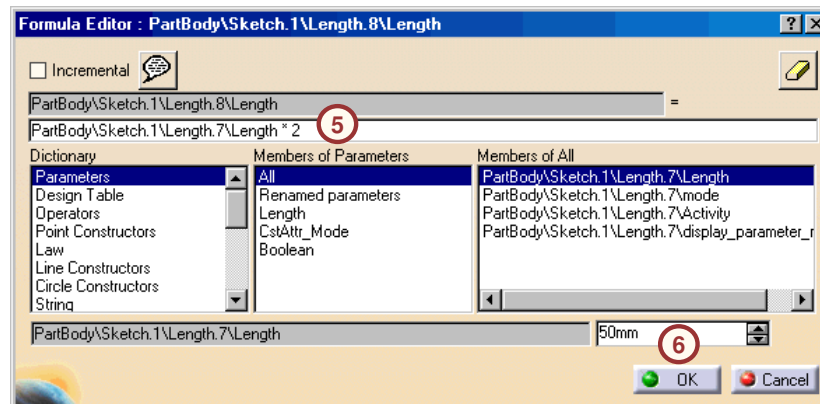 Formula Editor : PartBody\Sketch.1\Length.8\Length
Incremental
PartBody\Sketch.1\Length.8\Length =
PartBody\Sketch.1\Length.7\Length * 2
5
Dictionary Members of Parameters Members of All
Parameters All PartBody\Sketch.1\Length.7\Length
Design Table Renamed parameters PartBody\Sketch.1\Length.7\mode
Operators Length PartBody\Sketch.1\Length.7\Activity
Point Constructors CstAttr_Mode PartBody\Sketch.1\Length.7\display_parameter_r
Law Boolean
Line Constructors
Circle Constructors
String
PartBody\Sketch.1\Length.7\Length 50mm
6
OK Cancel